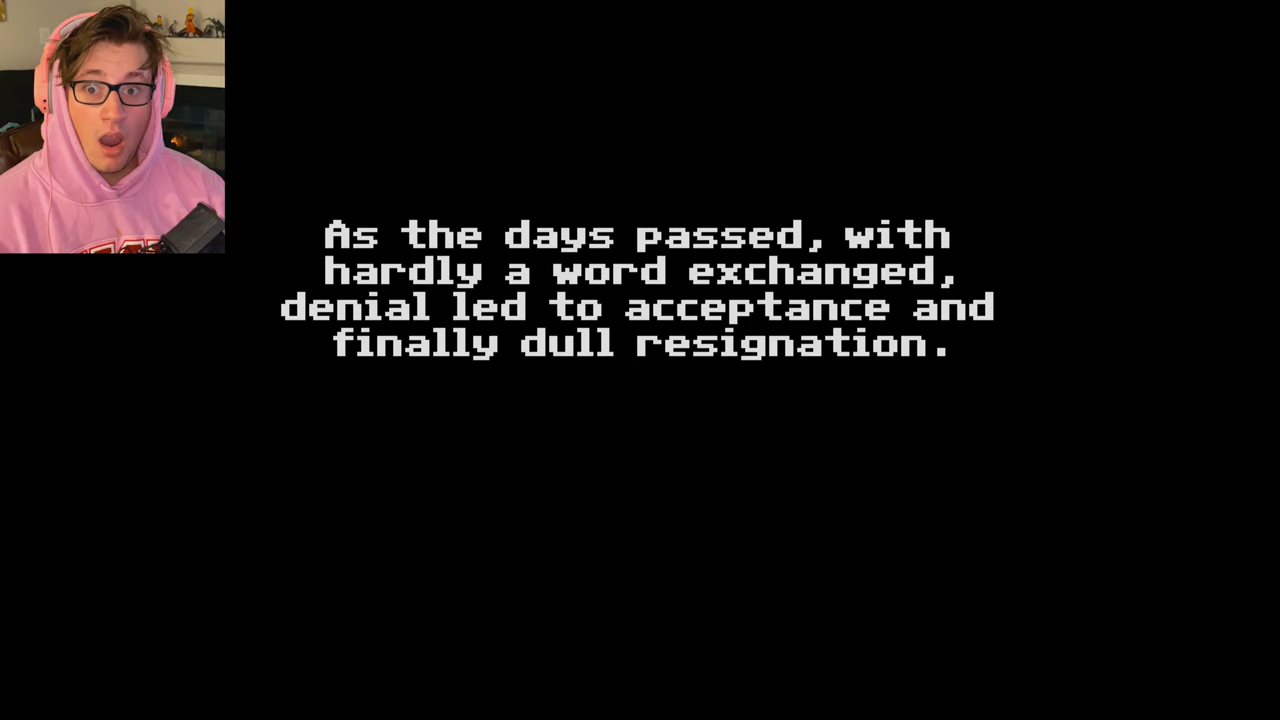 As the days passed, with
hardly a word exchanged,
denial led to acceptance and
finally dull resignation.